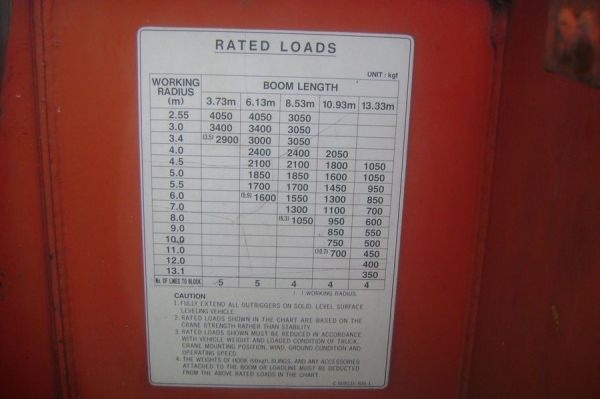 RATED LOADS
UNIT : kgf
WORKING RADIUS (m) BOOM LENGTH
3.73m 6.13m 8.53m 10.93m 13.33m
2.55 4050 4050 3050
3.0 3400 3400 3050
3.4 (3.5) 2900 3000 3050
4.0 2400 2400 2050
4.5 2100 2100 1800 1050
5.0 1850 1850 1600 1050
5.5 1700 1700 1450 950
6.0 (5.9) 1600 1550 1300 850
7.0 1300 1100 700
8.0 (8.3) 1050 950 600
9.0 850 550
10.0 750 500
11.0 (10.7) 700 450
12.0 400
13.1 350
No. OF LINES TO BLOCK 5 5 4 4 4
( ) WORKING RADIUS
CAUTION
1. FULLY EXTEND ALL OUTRIGGERS ON SOLID, LEVEL SURFACE
LEVELING VEHICLE.
2. RATED LOADS SHOWN IN THE CHART ARE BASED ON THE
CRANE STRENGTH RATHER THAN STABILITY.
3. RATED LOADS SHOWN MUST BE REDUCED IN ACCORDANCE
WITH VEHICLE WEIGHT AND LOADED CONDITION OF TRUCK,
CRANE MOUNTING POSITION, WIND, GROUND CONDITION AND
OPERATING SPEED.
4. THE WEIGHTS OF HOOK SLINGS, AND ANY ACCESSORIES
ATTACHED TO THE BOOM OR LOADLINE MUST BE DEDUCTED
FROM THE ABOVE RATED LOADS IN THE CHART.